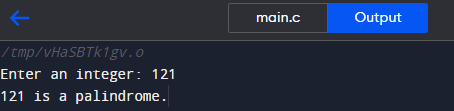 main.c Output
/tmp/vHaSBTk1gv.o
Enter an integer: 121
121 is a palindrome.